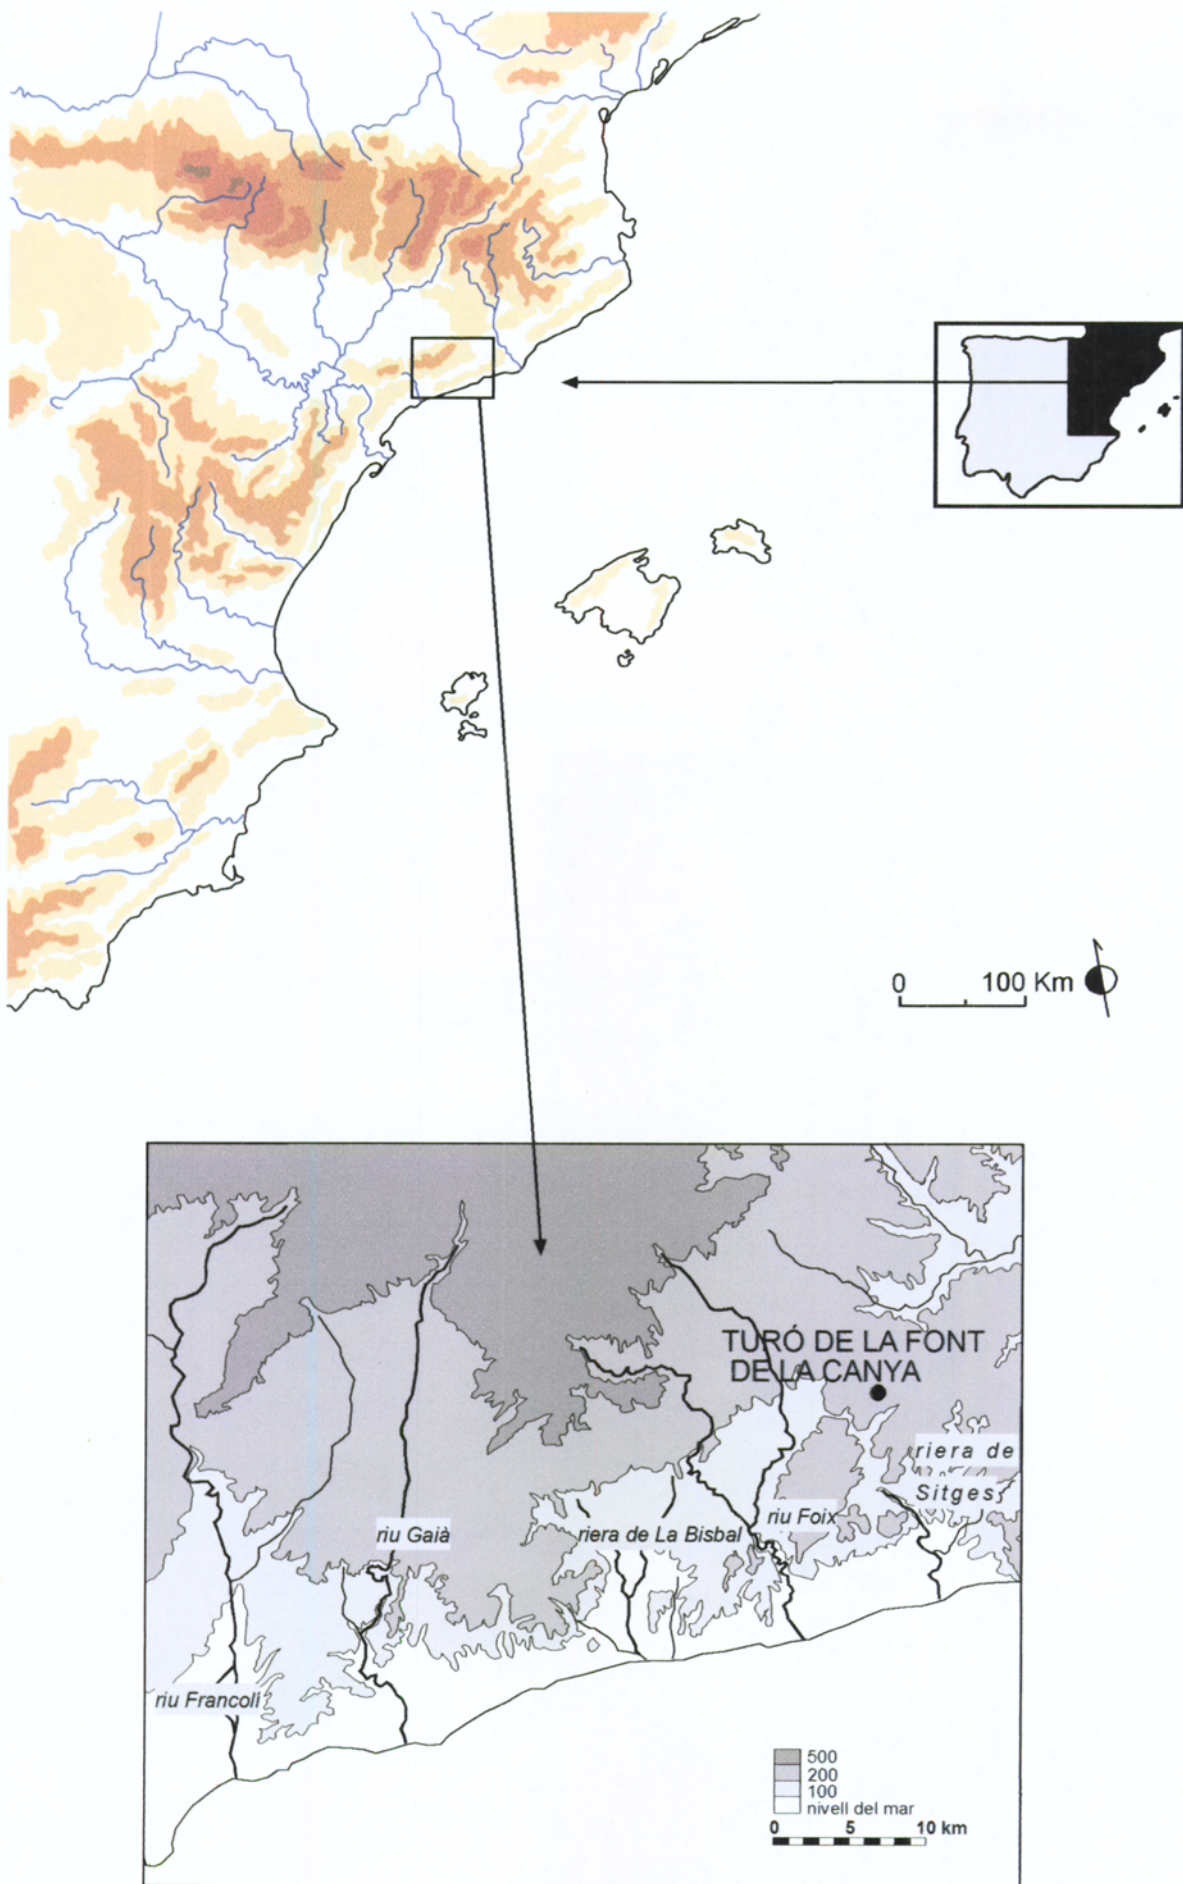 0 100 Km
TURÓ DE LA FONT
DE LA CANYA
riera de
Sitges
riu Gaià
riera de La Bisbal
riu Foix
riu Francolí
500
200
100
nivell del mar
0 5 10 km